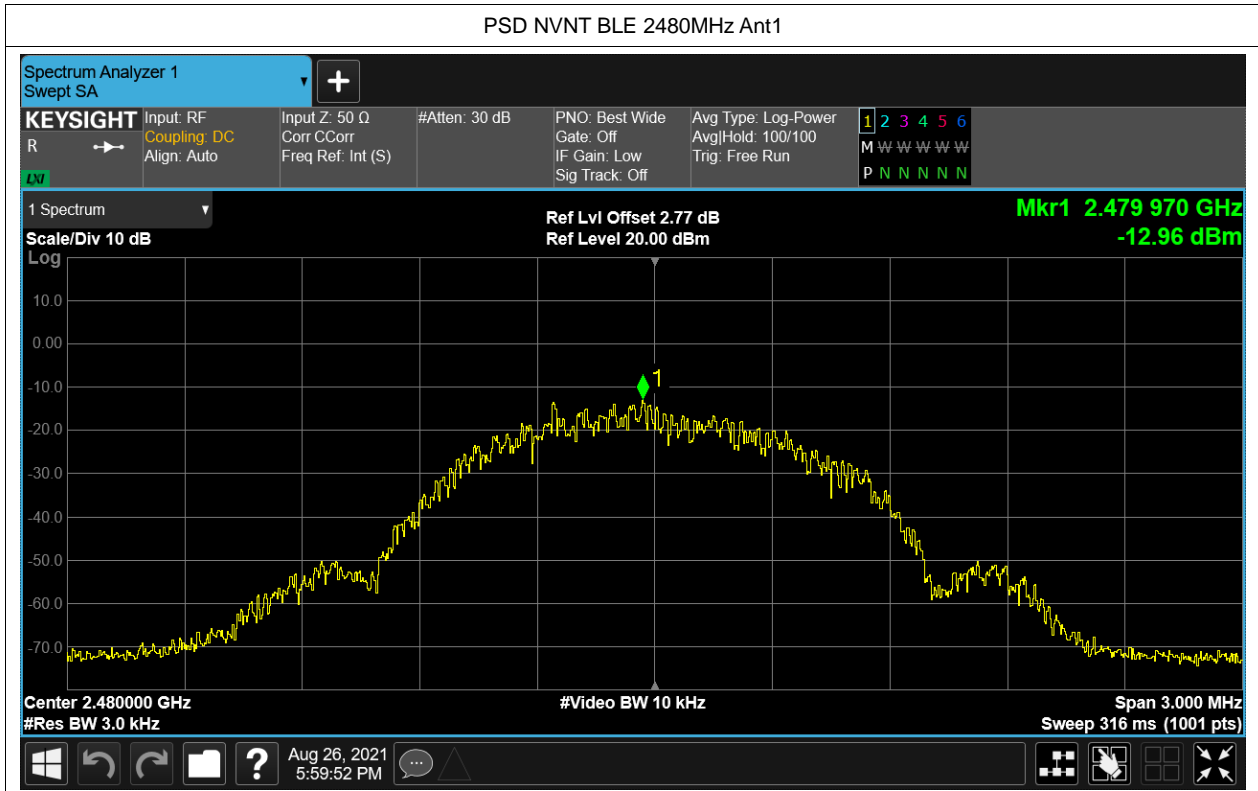 PSD NVNT BLE 2480MHz Ant1
Spectrum Analyzer 1
Swept SA
+
KEYSIGHT
R
LXI
Input: RF
Coupling: DC
Align: Auto
Input Z: 50 Ω
Corr CCorr
Freq Ref: Int (S)
#Atten: 30 dB
PNO: Best Wide
Gate: Off
IF Gain: Low
Sig Track: Off
Avg Type: Log-Power
Avg|Hold: 100/100
Trig: Free Run
1 2 3 4 5 6
M W W W W W
P N N N N N
1 Spectrum
Scale/Div 10 dB
Ref Lvl Offset 2.77 dB
Ref Level 20.00 dBm
Mkr1 2.479 970 GHz
-12.96 dBm
Log
10.0
0.00
-10.0
-20.0
-30.0
-40.0
-50.0
-60.0
-70.0
1
Center 2.480000 GHz
#Res BW 3.0 kHz
#Video BW 10 kHz
Span 3.000 MHz
Sweep 316 ms (1001 pts)
?
Aug 26, 2021
5:59:52 PM